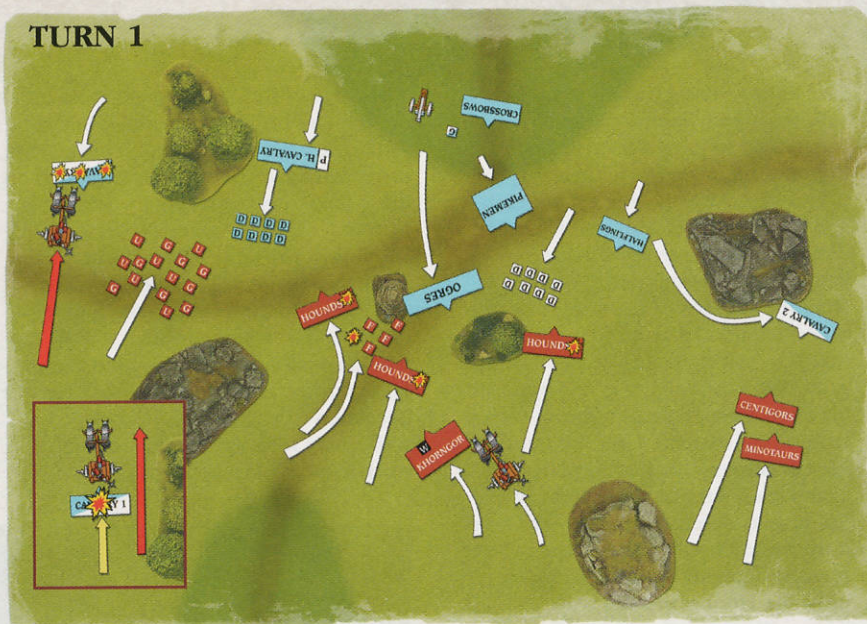 TURN 1
CROSSBOWS
G
P H. CAVALRY
PIKEMEN
D D D D
D D D D
HALFLINGS
U G G U
D D D D
D D D D
OGRES
HOUNDS
CAVALRY 2
F F
F F
F
HOUNDS
HOUNDS
CENTIGORS
W
KHORNGOR
MINOTAURS